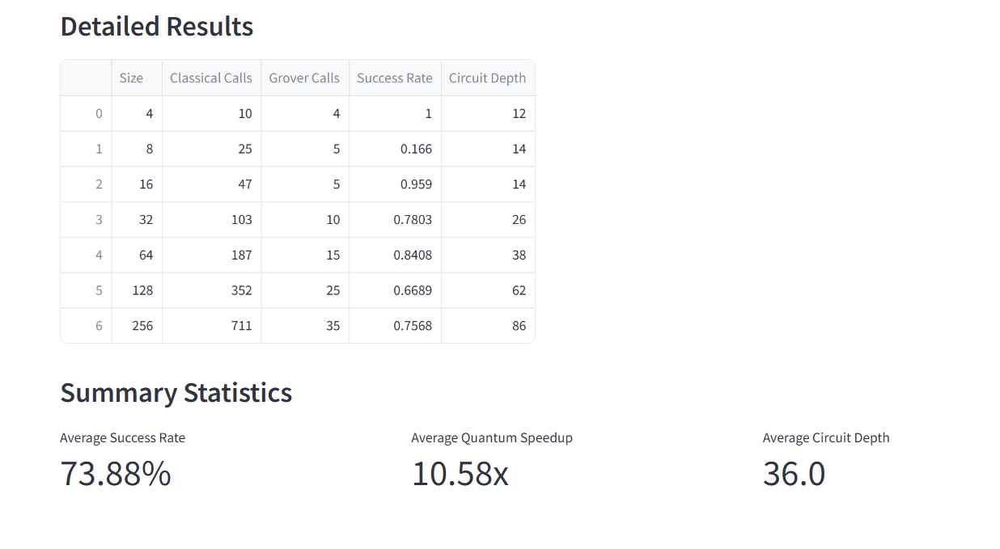 Detailed Results
Size Classical Calls Grover Calls Success Rate Circuit Depth
0 4 10 4 1 12
1 8 25 5 0.166 14
2 16 47 5 0.959 14
3 32 103 10 0.7803 26
4 64 187 15 0.8408 38
5 128 352 25 0.6689 62
6 256 711 35 0.7568 86
Summary Statistics
Average Success Rate Average Quantum Speedup Average Circuit Depth
73.88% 10.58x 36.0